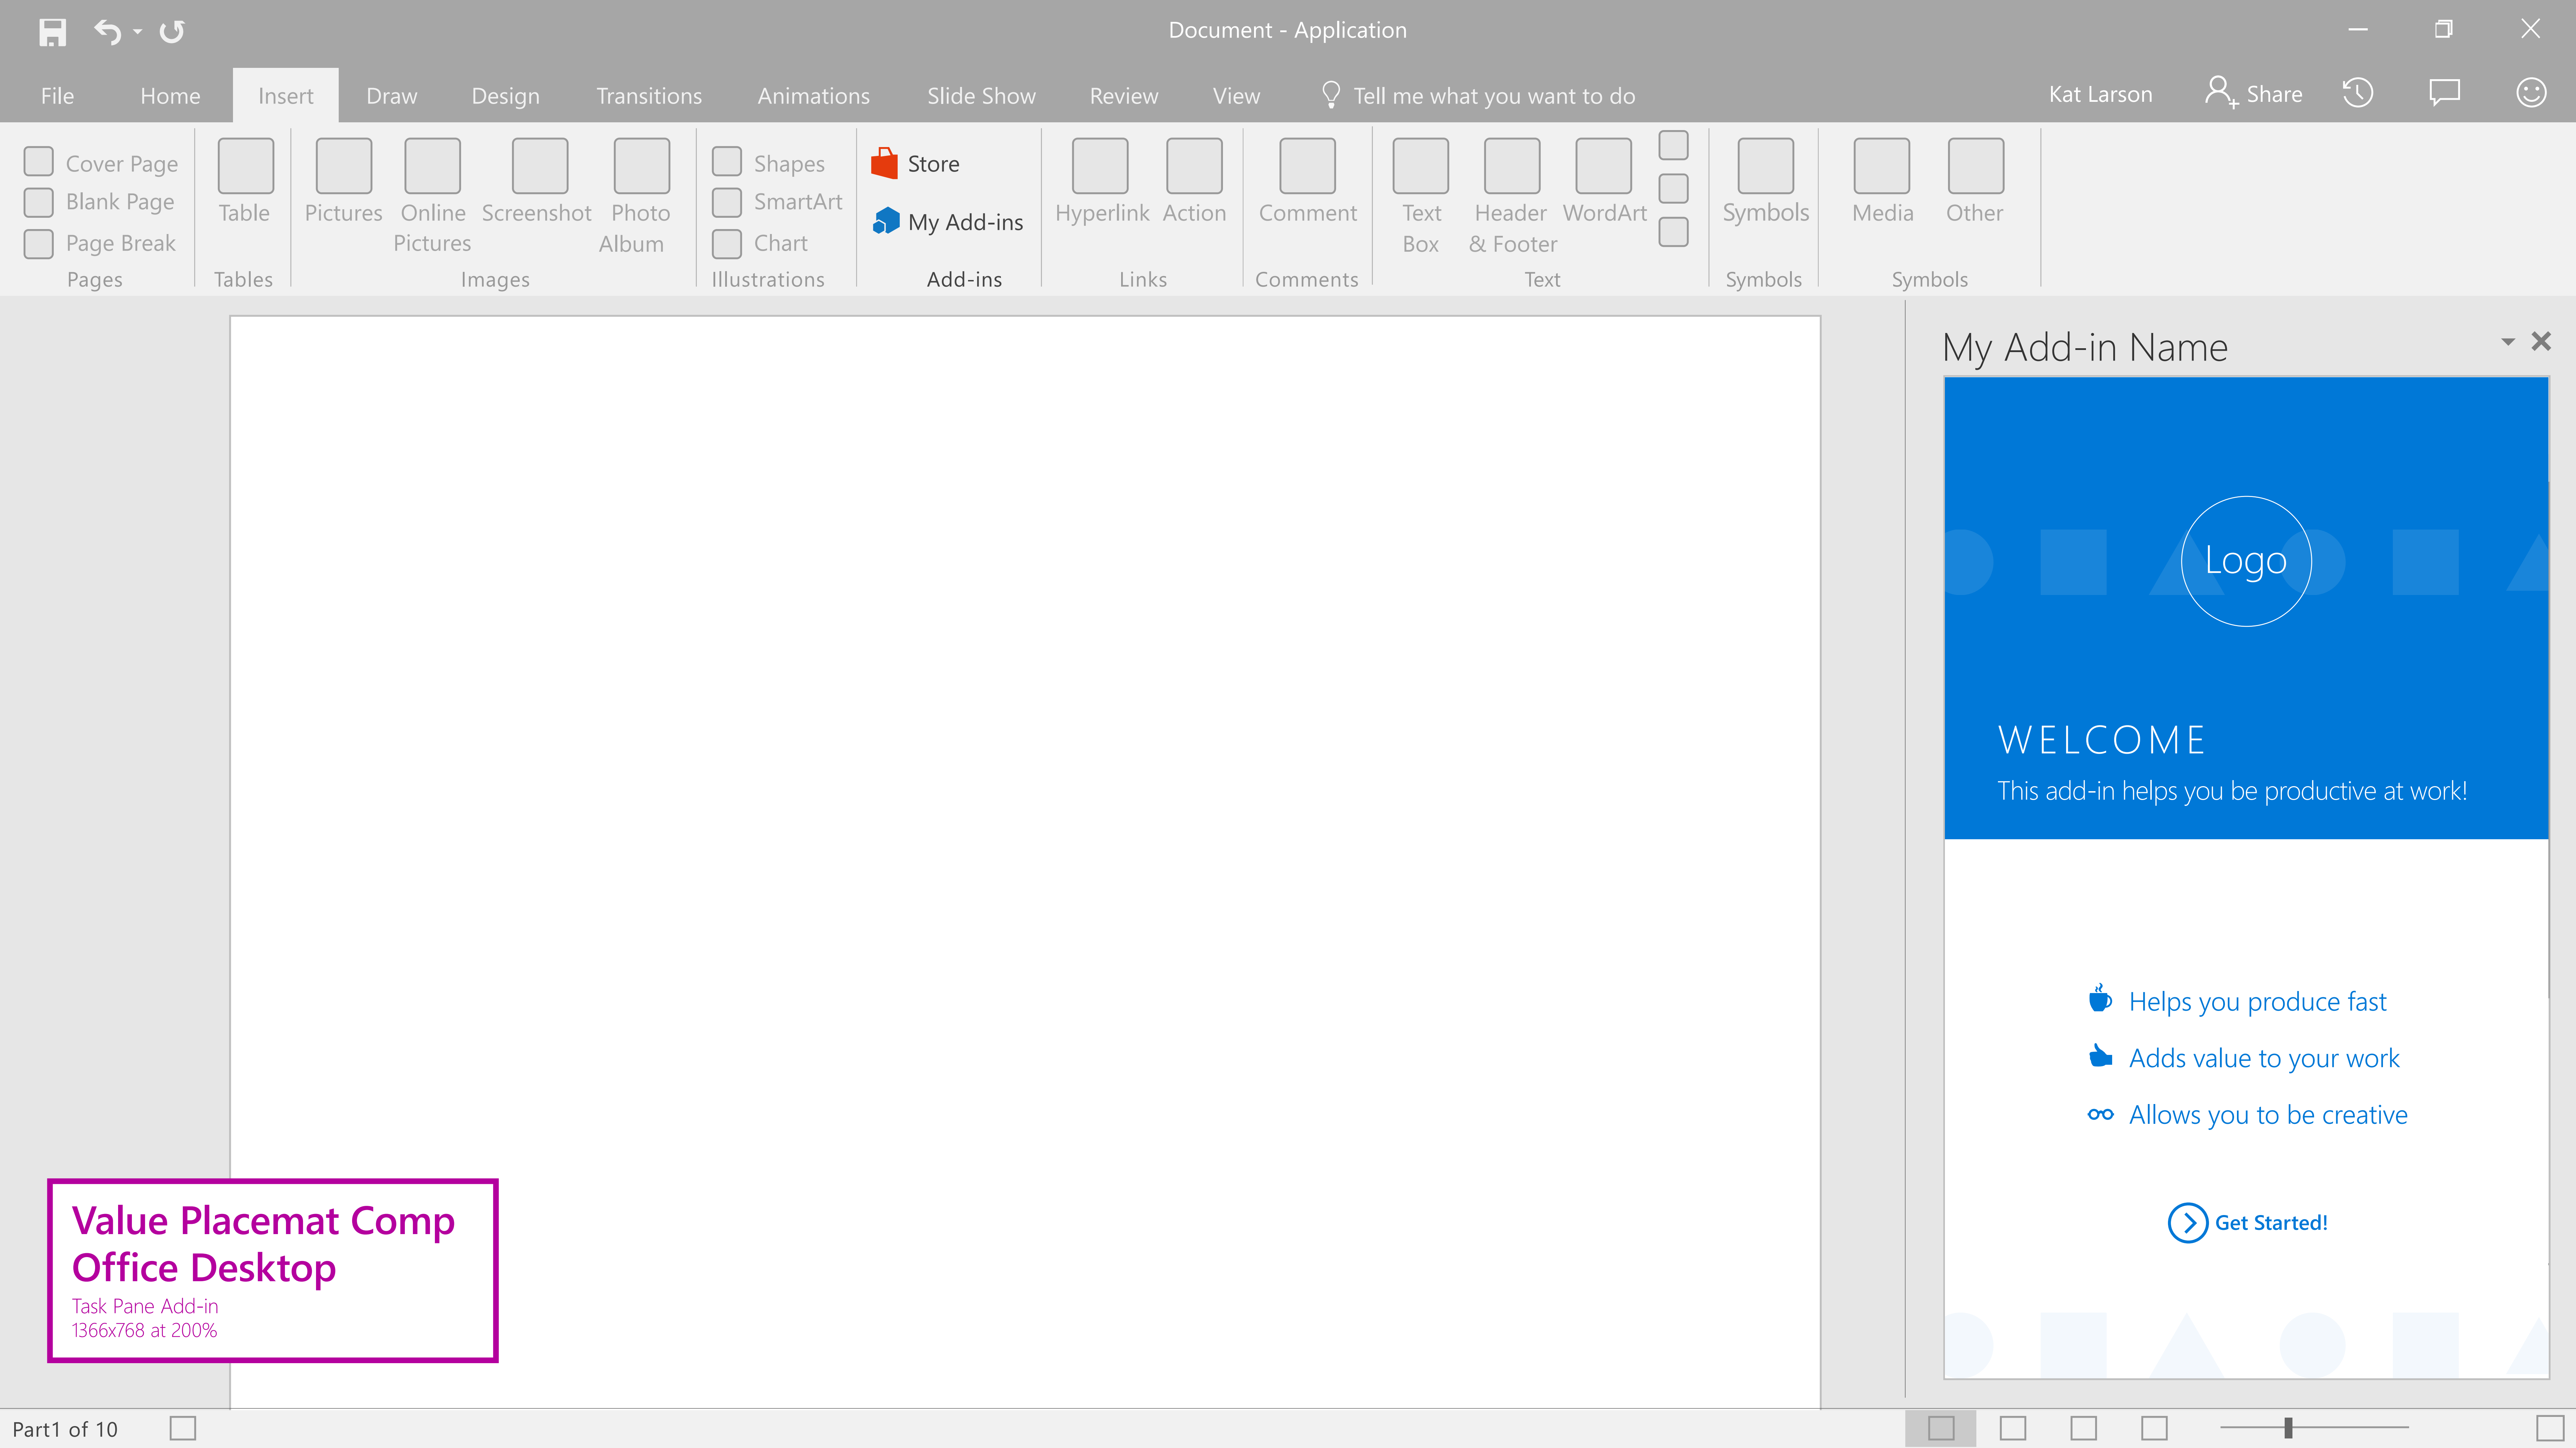 Document - Application
File Home Insert Draw Design Transitions Animations Slide Show Review View Tell me what you want to do Kat Larson Share
Cover Page
Blank Page
Page Break
Pages
Table
Tables
Pictures
Online
Pictures
Screenshot
Photo
Album
Images
Shapes
SmartArt
Chart
Illustrations
Store
My Add-ins
Add-ins
Hyperlink
Action
Links
Comment
Comments
Text
Box
Header
& Footer
WordArt
Text
Symbols
Symbols
Media
Other
Symbols
My Add-in Name
Logo
WELCOME
This add-in helps you be productive at work!
Helps you produce fast
Adds value to your work
Allows you to be creative
Get Started!
Value Placemat Comp
Office Desktop
Task Pane Add-in
1366x768 at 200%
Part1 of 10